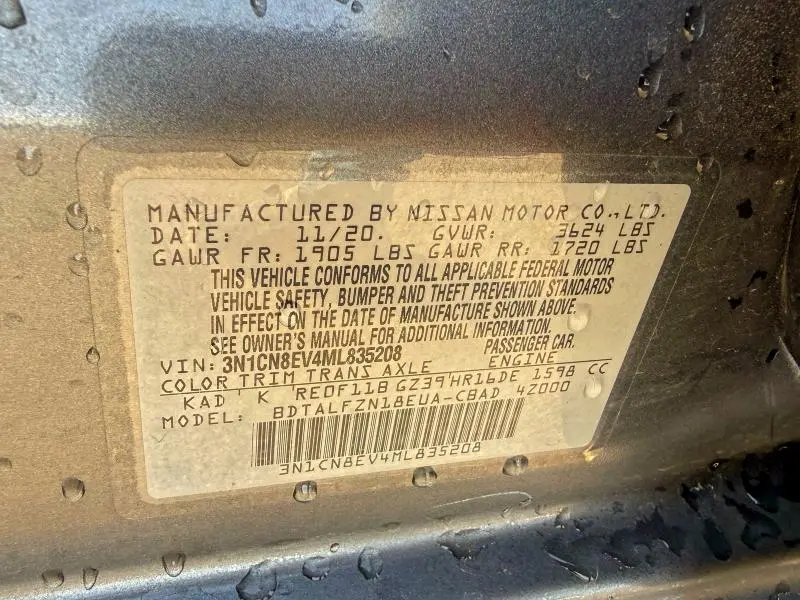 MANUFACTURED BY NISSAN MOTOR CO.,LTD.
DATE: 11/20. GVWR: 3624 LBS
GAWR FR: 1905 LBS GAWR RR: 1720 LBS
THIS VEHICLE CONFORMS TO ALL APPLICABLE FEDERAL MOTOR
VEHICLE SAFETY, BUMPER AND THEFT PREVENTION STANDARDS
IN EFFECT ON THE DATE OF MANUFACTURE SHOWN ABOVE.
SEE OWNER'S MANUAL FOR ADDITIONAL INFORMATION.
VIN: 3N1CN8EV4ML835208 PASSENGER CAR.
COLOR TRIM TRANS AXLE ENGINE
KAD K RE0F11B GZ39 HR16DE 1598 CC
MODEL: BDTALFZN18EUA-CBAD 4Z000
3N1CN8EV4ML835208